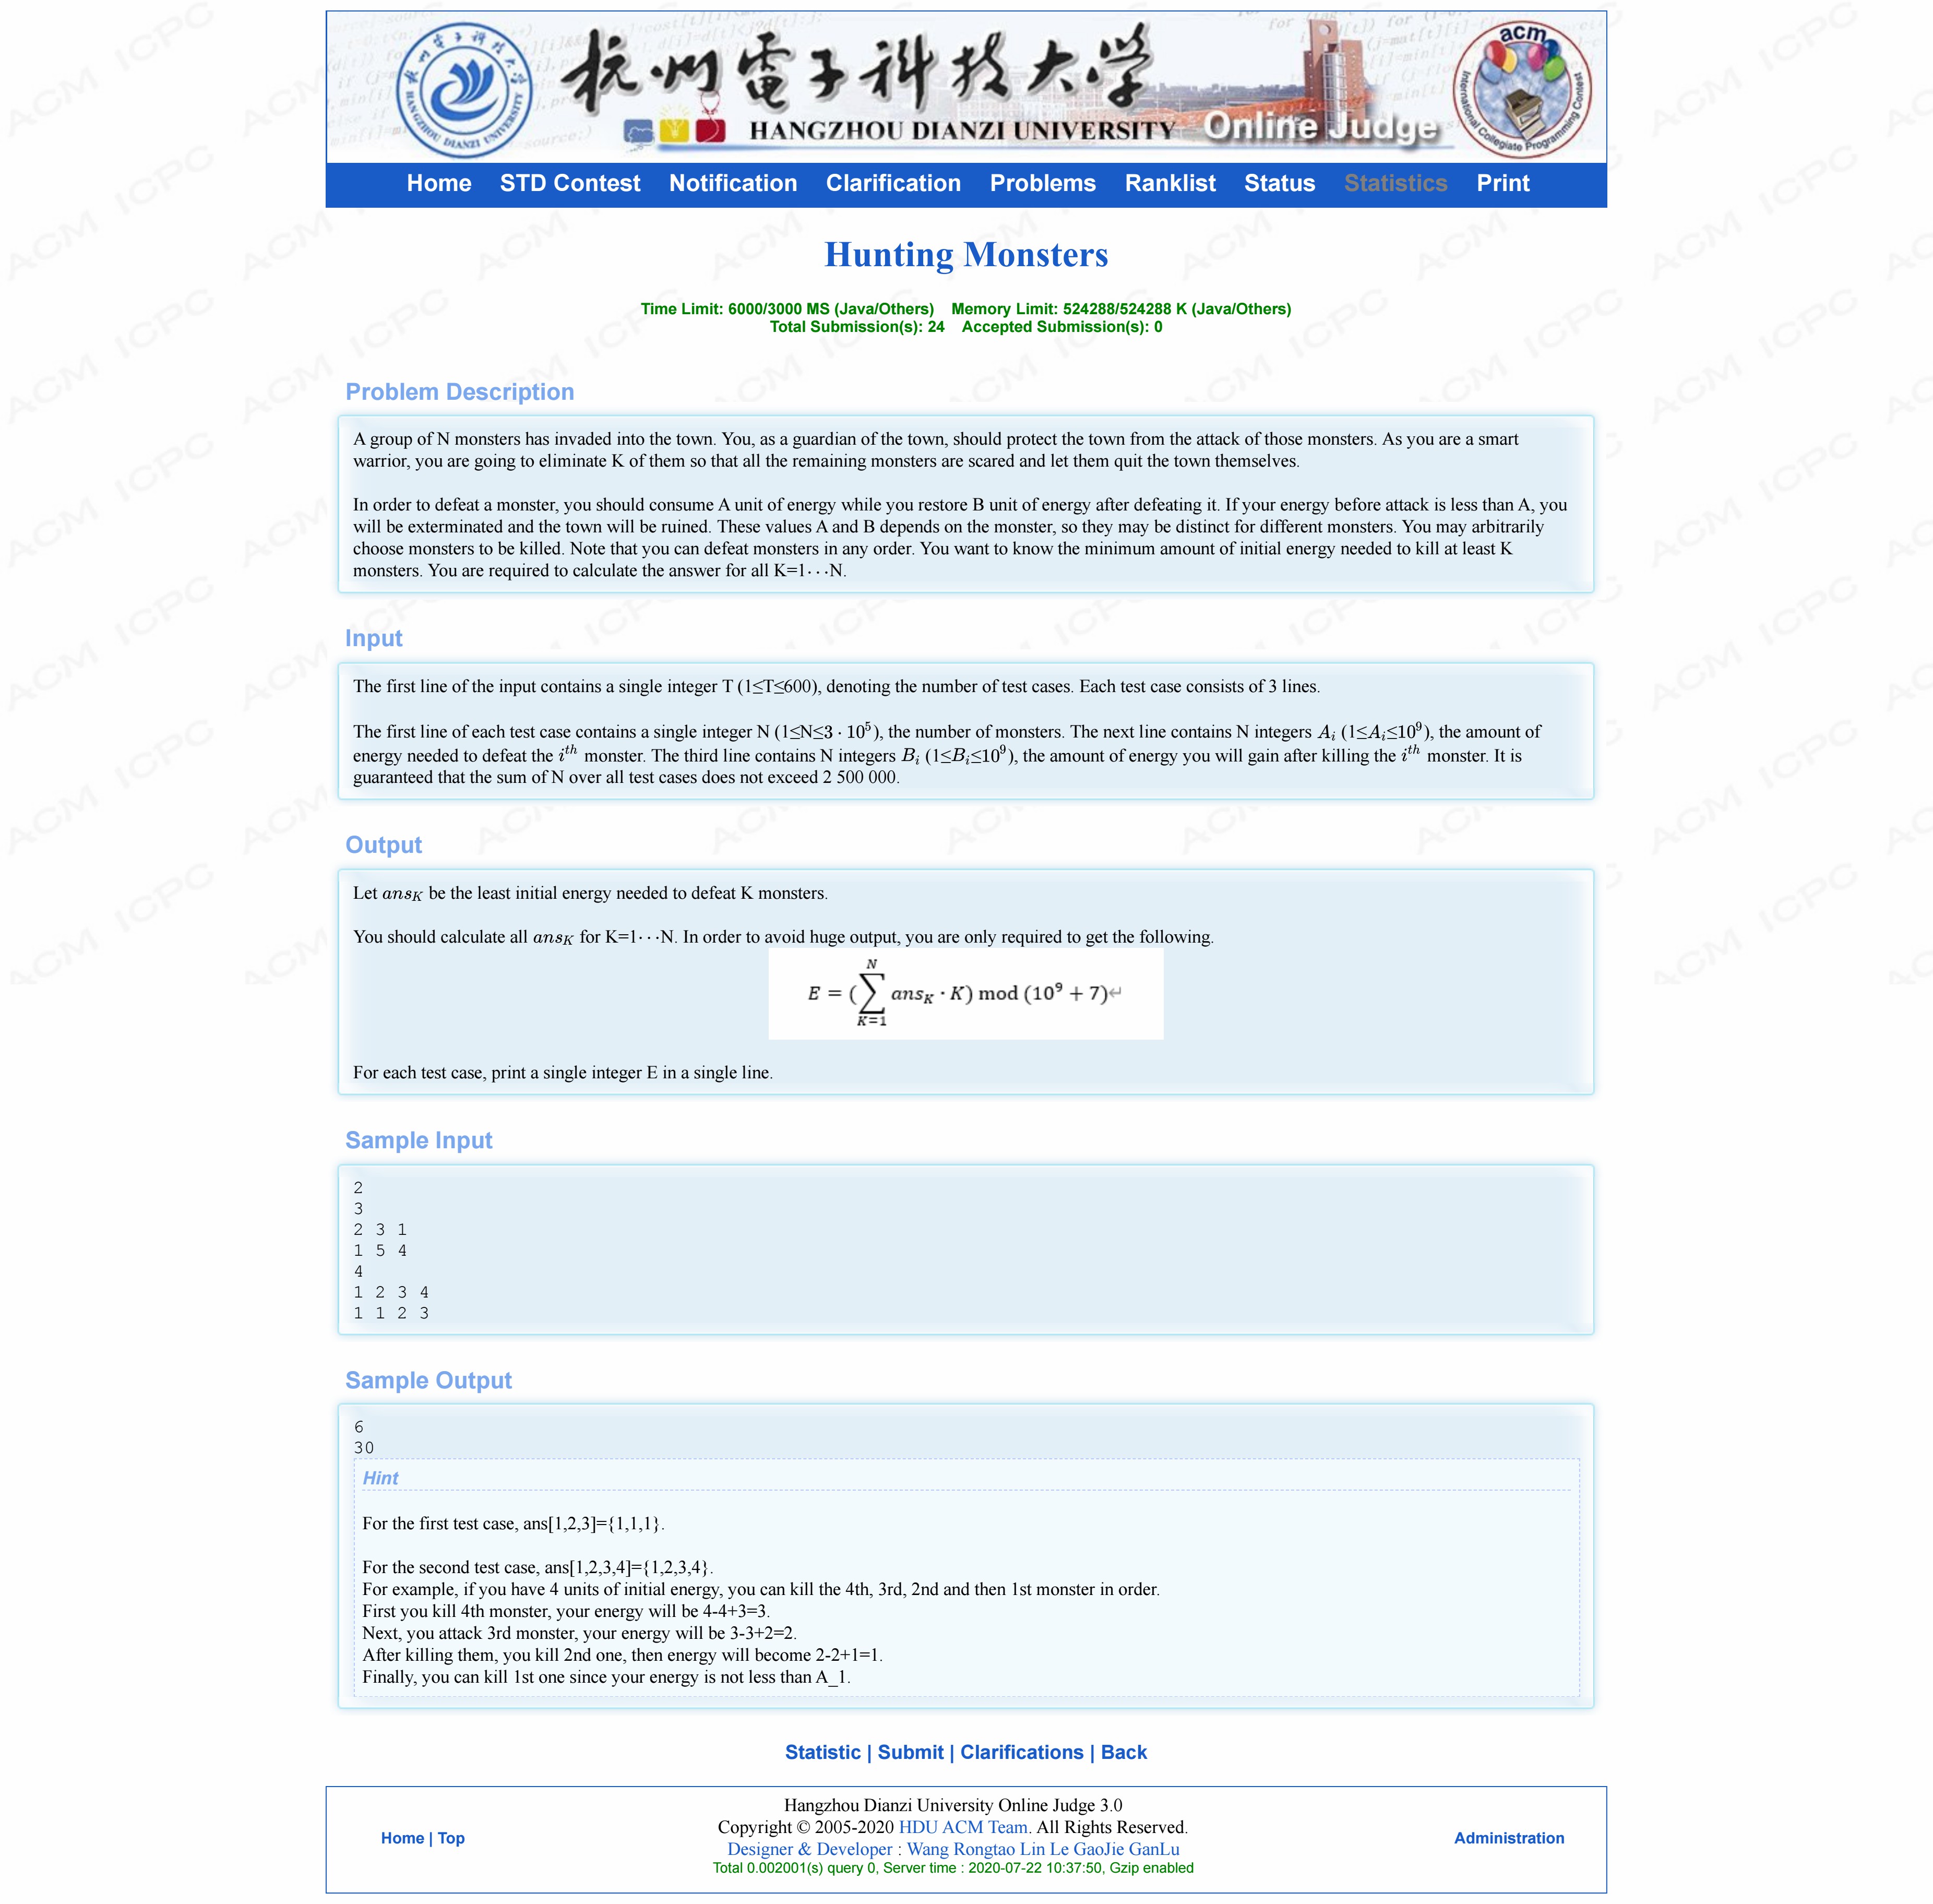 杭州電子科技大学
HANGZHOU DIANZI UNIVERSITY
Online Judge
acm
International Collegiate Programming Contest
Home STD Contest Notification Clarification Problems Ranklist Status Statistics Print
Hunting Monsters
Time Limit: 6000/3000 MS (Java/Others) Memory Limit: 524288/524288 K (Java/Others)
Total Submission(s): 24 Accepted Submission(s): 0
Problem Description
A group of N monsters has invaded into the town. You, as a guardian of the town, should protect the town from the attack of those monsters. As you are a smart
warrior, you are going to eliminate K of them so that all the remaining monsters are scared and let them quit the town themselves.
In order to defeat a monster, you should consume A unit of energy while you restore B unit of energy after defeating it. If your energy before attack is less than A, you
will be exterminated and the town will be ruined. These values A and B depends on the monster, so they may be distinct for different monsters. You may arbitrarily
choose monsters to be killed. Note that you can defeat monsters in any order. You want to know the minimum amount of initial energy needed to kill at least K
monsters. You are required to calculate the answer for all K=1⋯N.
Input
The first line of the input contains a single integer T (1≤T≤600), denoting the number of test cases. Each test case consists of 3 lines.
The first line of each test case contains a single integer N (1≤N≤3 · 10^5), the number of monsters. The next line contains N integers A_i (1≤A_i≤10^9), the amount of
energy needed to defeat the i^th monster. The third line contains N integers B_i (1≤B_i≤10^9), the amount of energy you will gain after killing the i^th monster. It is
guaranteed that the sum of N over all test cases does not exceed 2 500 000.
Output
Let ans_K be the least initial energy needed to defeat K monsters.
You should calculate all ans_K for K=1⋯N. In order to avoid huge output, you are only required to get the following.
E = (∑_{K=1}^{N} ans_K · K) mod (10^9 + 7)↵
For each test case, print a single integer E in a single line.
Sample Input
2
3
2 3 1
1 5 4
4
1 2 3 4
1 1 2 3
Sample Output
6
30
Hint
For the first test case, ans[1,2,3]={1,1,1}.
For the second test case, ans[1,2,3,4]={1,2,3,4}.
For example, if you have 4 units of initial energy, you can kill the 4th, 3rd, 2nd and then 1st monster in order.
First you kill 4th monster, your energy will be 4-4+3=3.
Next, you attack 3rd monster, your energy will be 3-3+2=2.
After killing them, you kill 2nd one, then energy will become 2-2+1=1.
Finally, you can kill 1st one since your energy is not less than A_1.
Statistic | Submit | Clarifications | Back
Home | Top
Hangzhou Dianzi University Online Judge 3.0
Copyright © 2005-2020 HDU ACM Team. All Rights Reserved.
Designer & Developer : Wang Rongtao Lin Le GaoJie GanLu
Total 0.002001(s) query 0, Server time : 2020-07-22 10:37:50, Gzip enabled
Administration